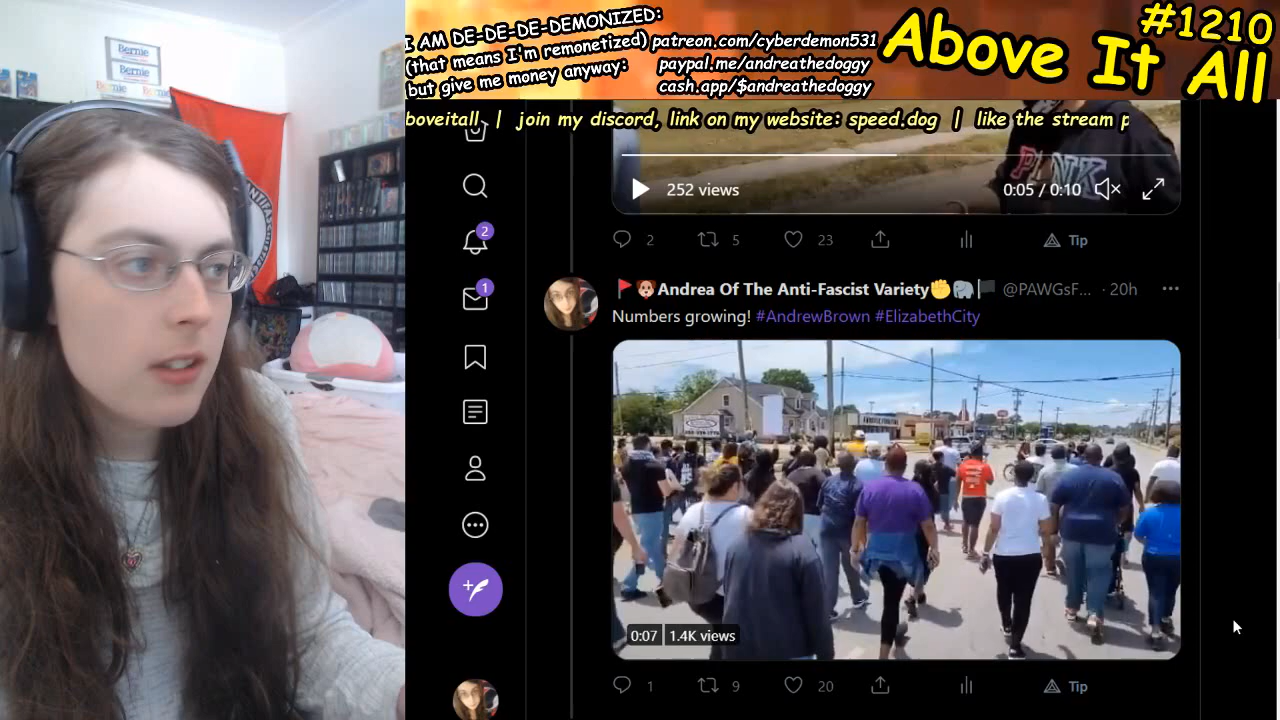 I AM DE-DE-DE-DEMONIZED:
(that means I'm remonetized)
but give me money anyway:
patreon.com/cyberdemon531
paypal.me/andreathedoggy
cash.app/$andreathedoggy
#1210
Above It All
boveitall | join my discord, link on my website: speed.dog | like the stream p
Bernie
Bernie
Bernie
252 views
0:05 / 0:10
2 5 23 Tip
2
1
🚩🐶Andrea Of The Anti-Fascist Variety✊🐘🏴 @PAWGsF... · 20h
Numbers growing! #AndrewBrown #ElizabethCity
0:07 1.4K views
1 9 20 Tip